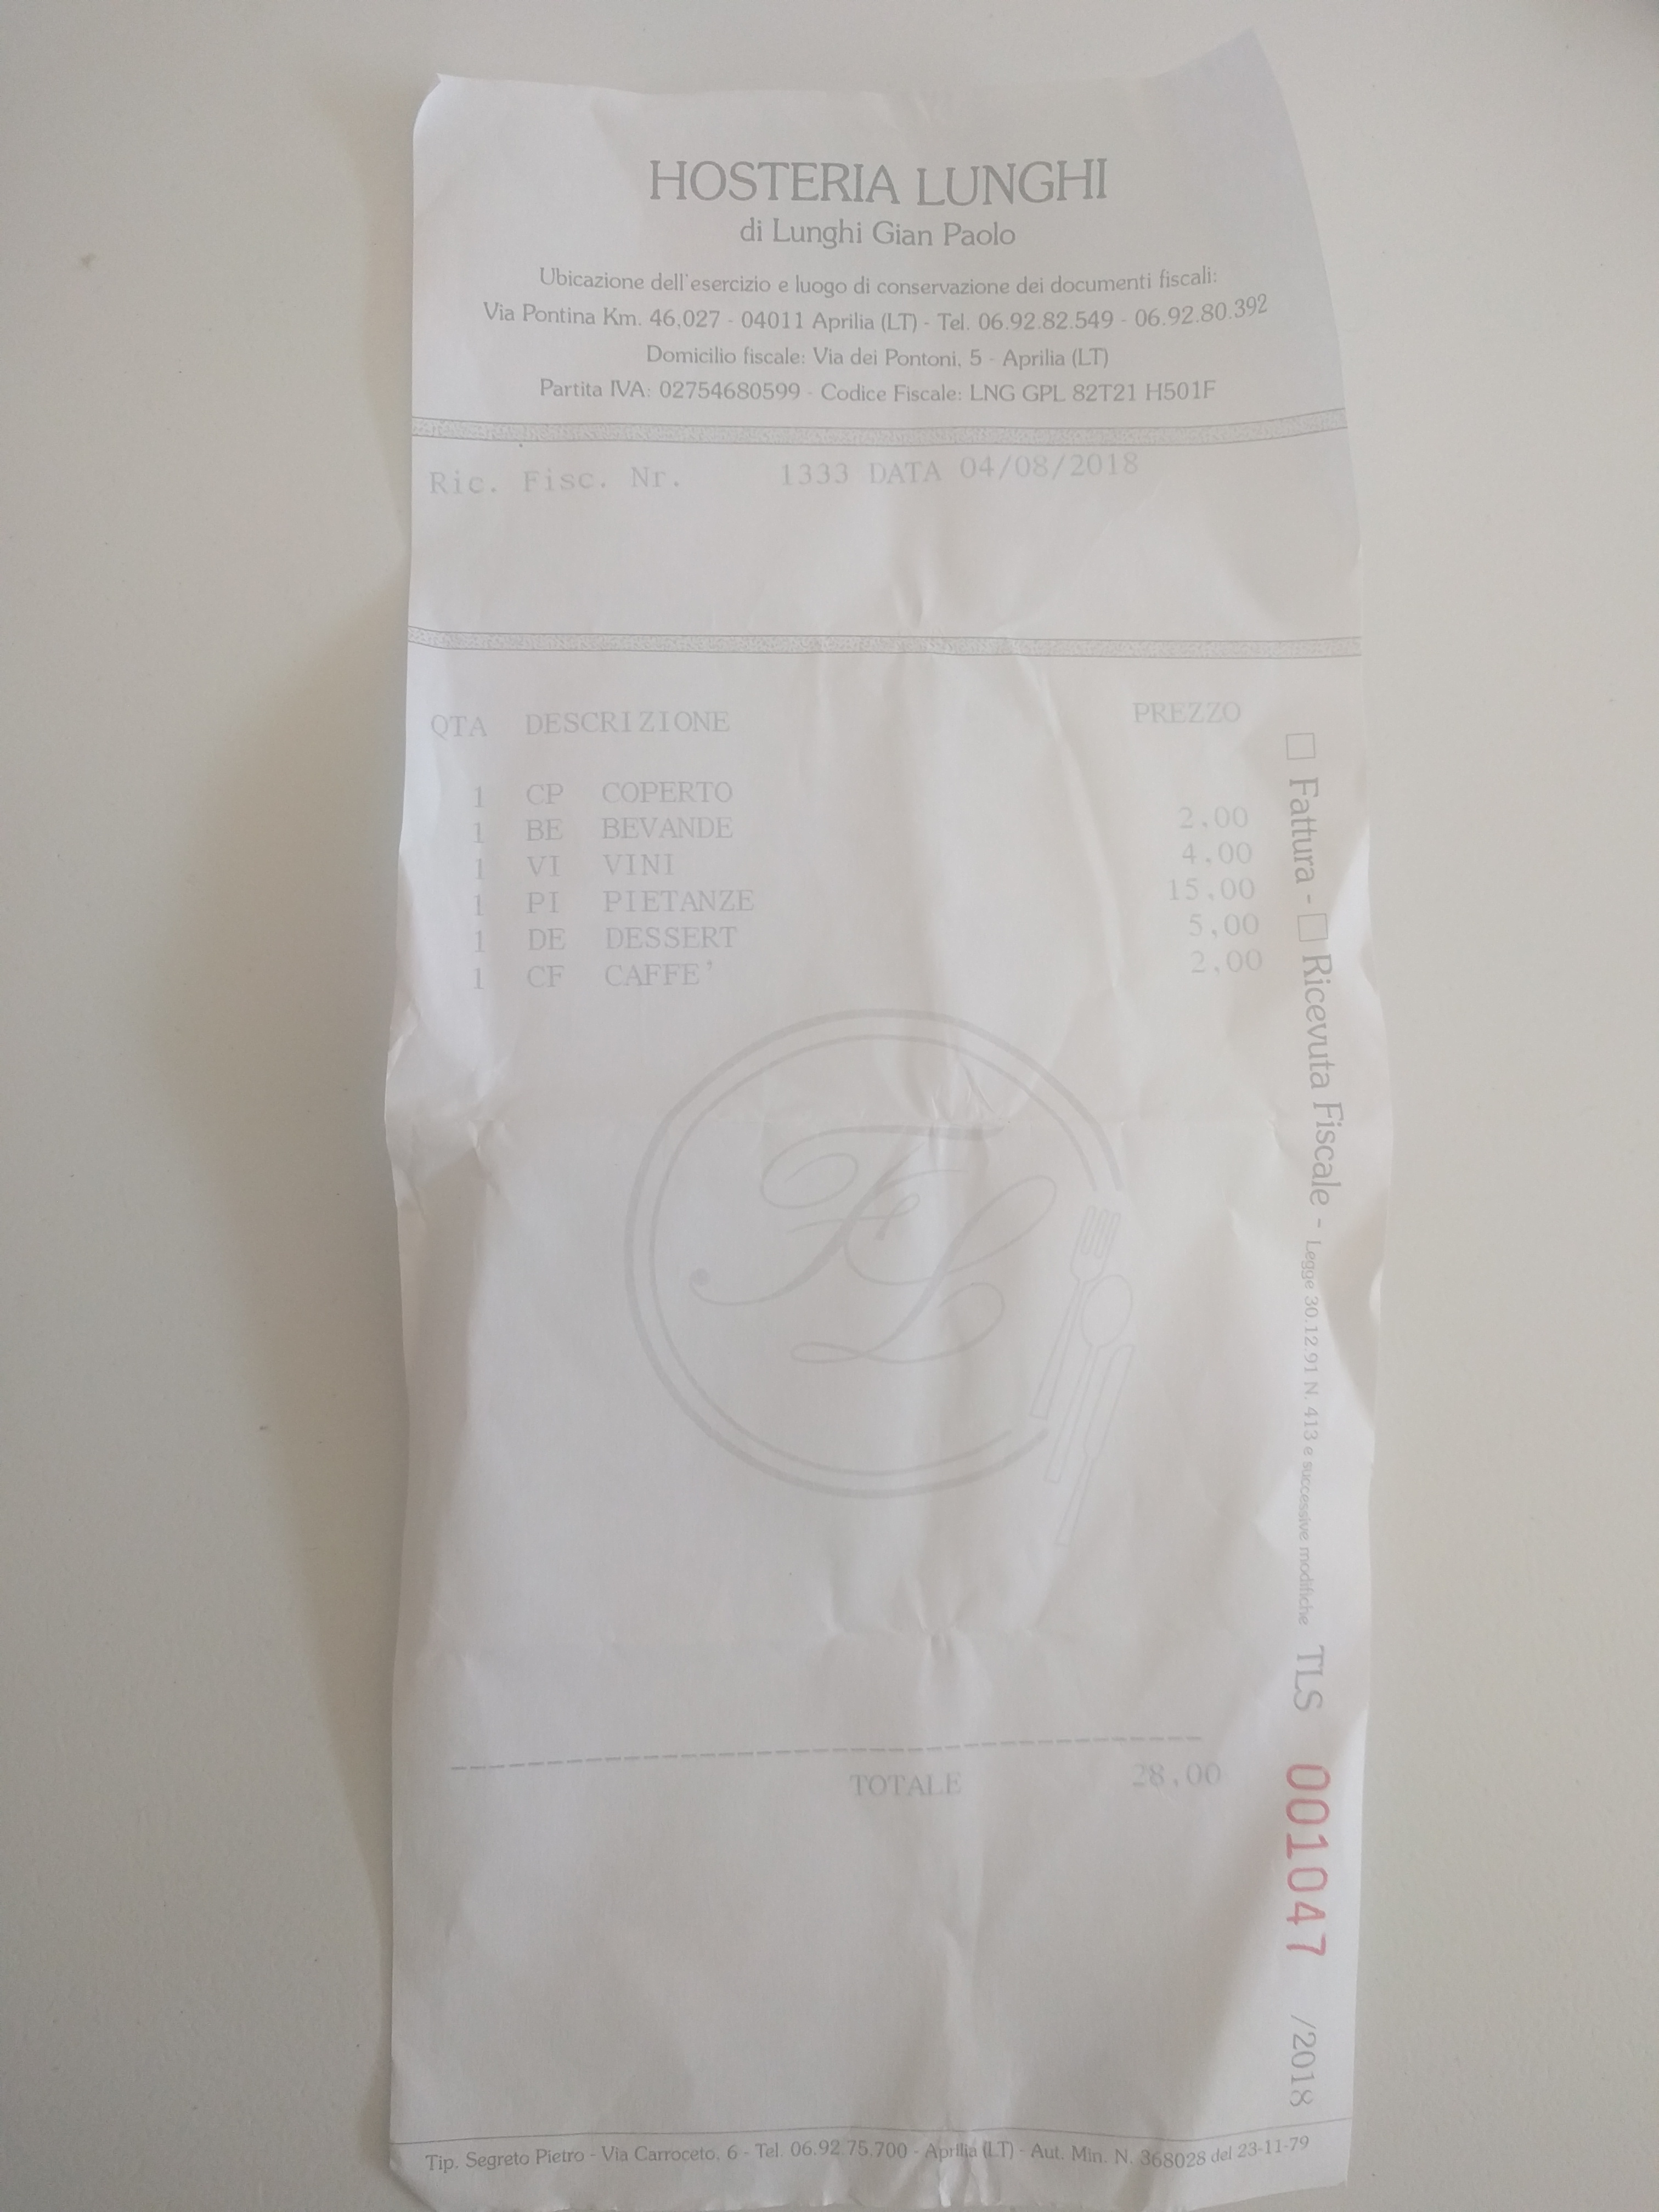 HOSTERIA LUNGHI
di Lunghi Gian Paolo
Ubicazione dell'esercizio e luogo di conservazione dei documenti fiscali:
Via Pontina Km. 46,027 - 04011 Aprilia (LT) - Tel. 06.92.82.549 - 06.92.80.392
Domicilio fiscale: Via dei Pontoni, 5 - Aprilia (LT)
Partita IVA: 02754680599 - Codice Fiscale: LNG GPL 82T21 H501F
Ric. Fisc. Nr. 1333 DATA 04/08/2018
QTA DESCRIZIONE PREZZO
1 CP COPERTO
1 BE BEVANDE 2.00
1 VI VINI 4.00
1 PI PIETANZE 15.00
1 DE DESSERT 5,00
1 CF CAFFE' 2,00
FL
TOTALE 28,00
Fattura - Ricevuta Fiscale - Legge 30.12.91 N. 413 e successive modifiche TLS 001047 /2018
Tip. Segreto Pietro - Via Carroceto, 6 - Tel. 06.92.75.700 - Aprilia (LT) - Aut. Min. N. 368028 del 23-11-79